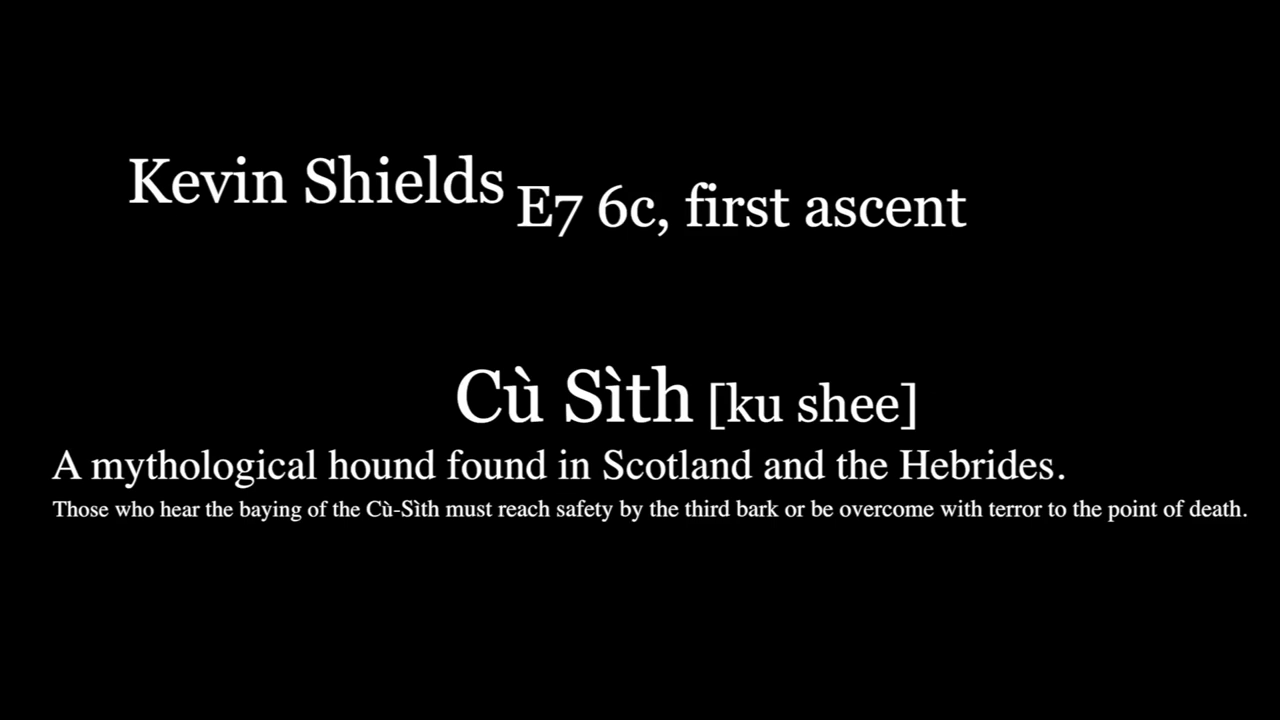 Kevin Shields E7 6c, first ascent
Cù Sìth [ku shee]
A mythological hound found in Scotland and the Hebrides.
Those who hear the baying of the Cù-Sìth must reach safety by the third bark or be overcome with terror to the point of death.